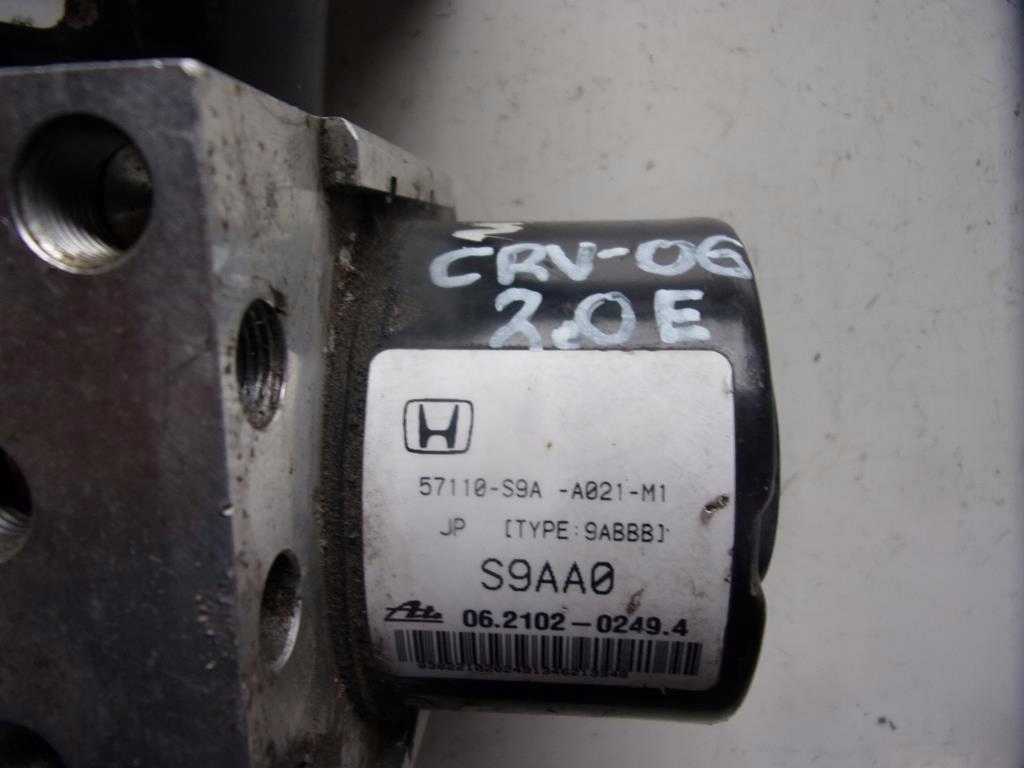 CRV-06
2.0E
57110-S9A -A021-M1
JP [TYPE:9ABBB]
S9AA0
Ate 06.2102-0249.4